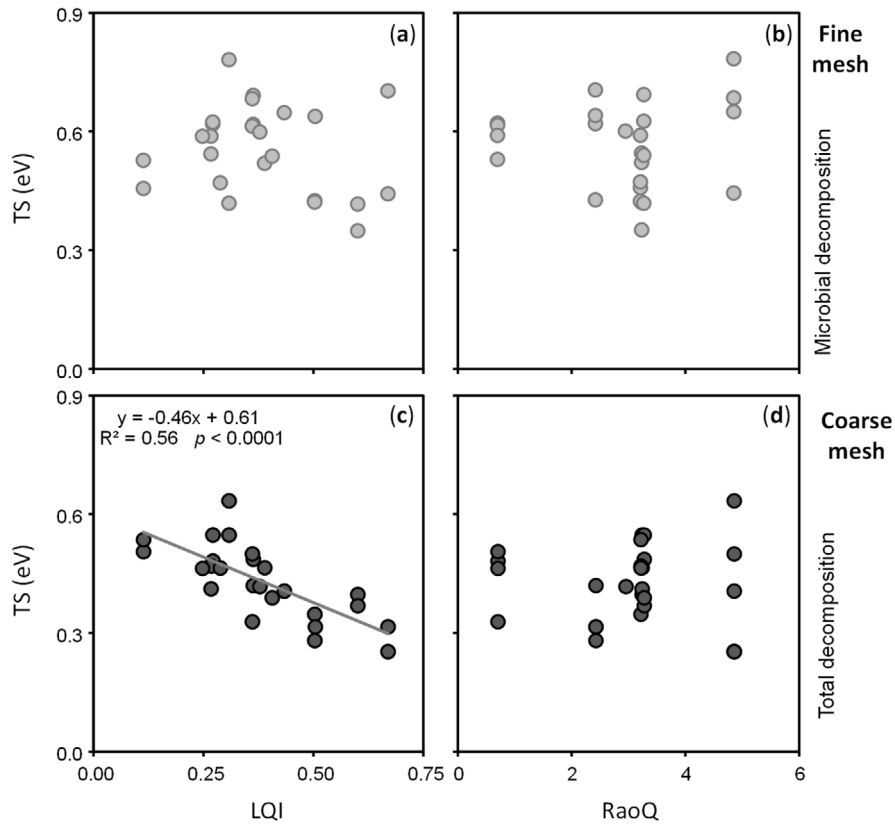 0.9
(a)
(b)
Fine
mesh
0.6
TS (eV)
0.3
Microbial decomposition
0.0
0.9
y = -0.46x + 0.61
R² = 0.56 p < 0.0001
(c)
(d)
Coarse
mesh
0.6
TS (eV)
0.3
Total decomposition
0.0
0.00 0.25 0.50 0.75 0 2 4 6
LQI RaoQ